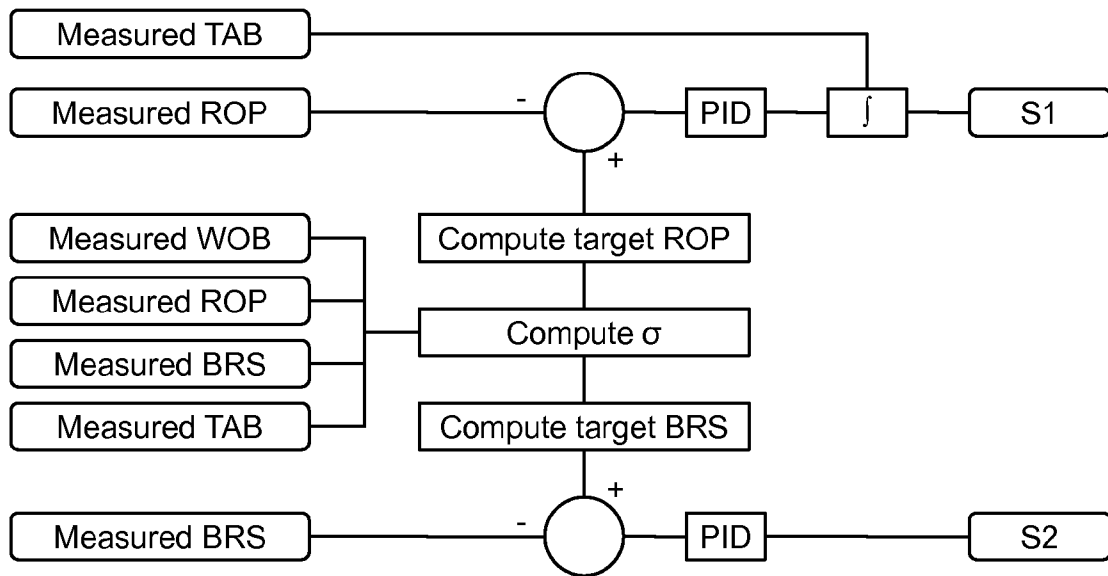 Measured TAB
Measured ROP
-
+
PID
∫
S1
Measured WOB
Measured ROP
Measured BRS
Measured TAB
Compute target ROP
Compute σ
Compute target BRS
Measured BRS
-
+
PID
S2